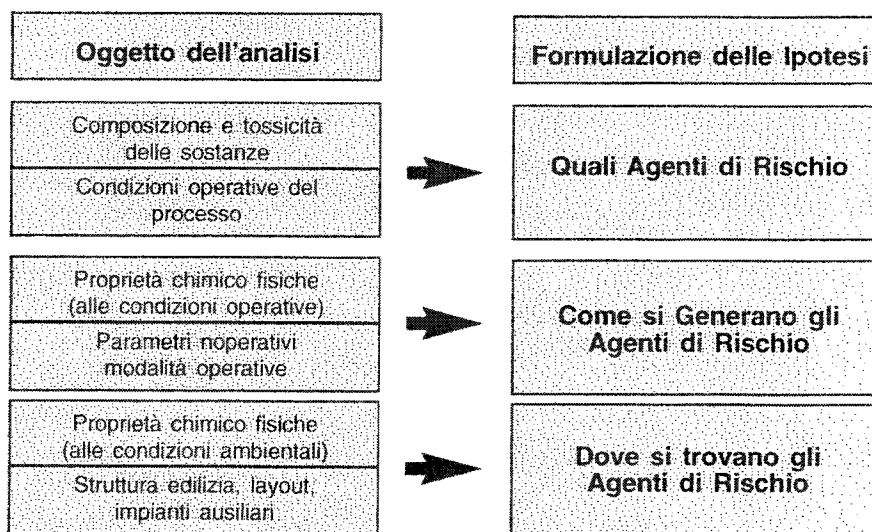 Oggetto dell'analisi
Formulazione delle Ipotesi
Composizione e tossicità
delle sostanze
Condizioni operative del
processo
Quali Agenti di Rischio
Proprietà chimico fisiche
(alle condizioni operative)
Parametri noperativi
modalità operative
Come si Generano gli
Agenti di Rischio
Proprietà chimico fisiche
(alle condizioni ambientali)
Struttura edilizia, layout,
impianti ausiliari
Dove si trovano gli
Agenti di Rischio